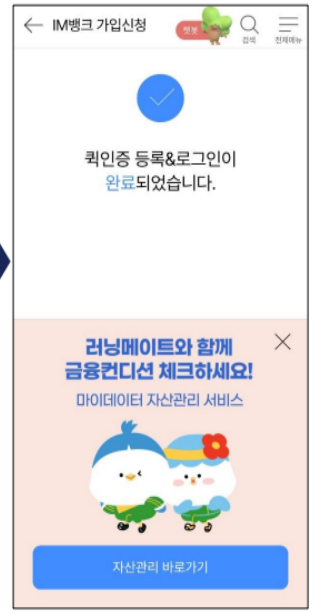 IM뱅크 가입신청
챗봇
검색
전체메뉴
퀵인증 등록&로그인이
완료되었습니다.
러닝메이트와 함께
금융컨디션 체크하세요!
마이데이터 자산관리 서비스
자산관리 바로가기